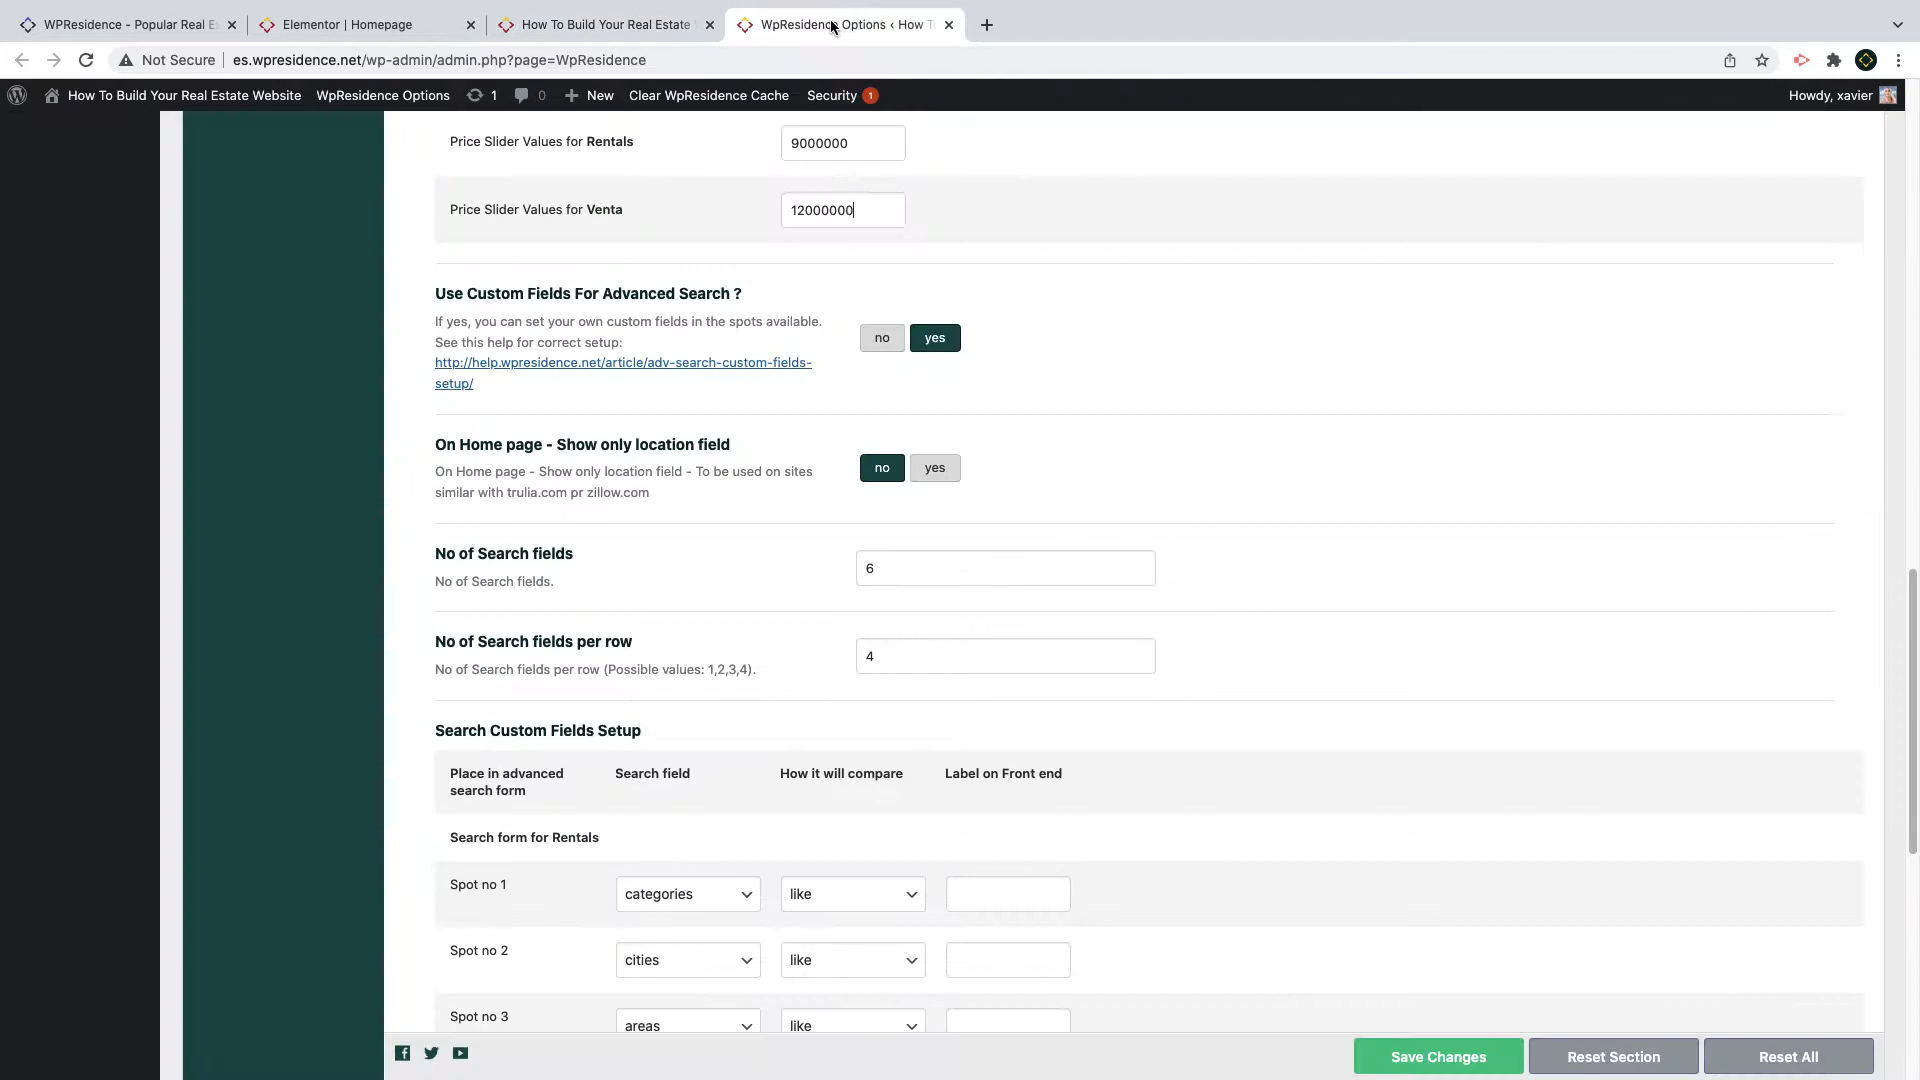 WPResidence - Popular Real E
Elementor | Homepage
How To Build Your Real Estate
WpResidence Options ‹ How T
Not Secure
es.wpresidence.net/wp-admin/admin.php?page=WpResidence
How To Build Your Real Estate Website
WpResidence Options
1
0
New
Clear WpResidence Cache
Security 1
Howdy, xavier
Price Slider Values for Rentals
9000000
Price Slider Values for Venta
12000000
Use Custom Fields For Advanced Search ?
If yes, you can set your own custom fields in the spots available.
See this help for correct setup:
http://help.wpresidence.net/article/adv-search-custom-fields-
setup/
no
yes
On Home page - Show only location field
On Home page - Show only location field - To be used on sites
similar with trulia.com pr zillow.com
no
yes
No of Search fields
No of Search fields.
6
No of Search fields per row
No of Search fields per row (Possible values: 1,2,3,4).
4
Search Custom Fields Setup
Place in advanced
search form
Search field
How it will compare
Label on Front end
Search form for Rentals
Spot no 1
categories
like
Spot no 2
cities
like
Spot no 3
areas
like
Save Changes
Reset Section
Reset All